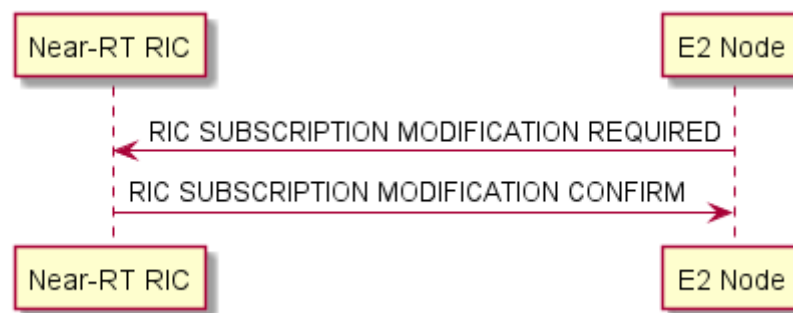 Near-RT RIC
E2 Node
RIC SUBSCRIPTION MODIFICATION REQUIRED
RIC SUBSCRIPTION MODIFICATION CONFIRM
Near-RT RIC
E2 Node